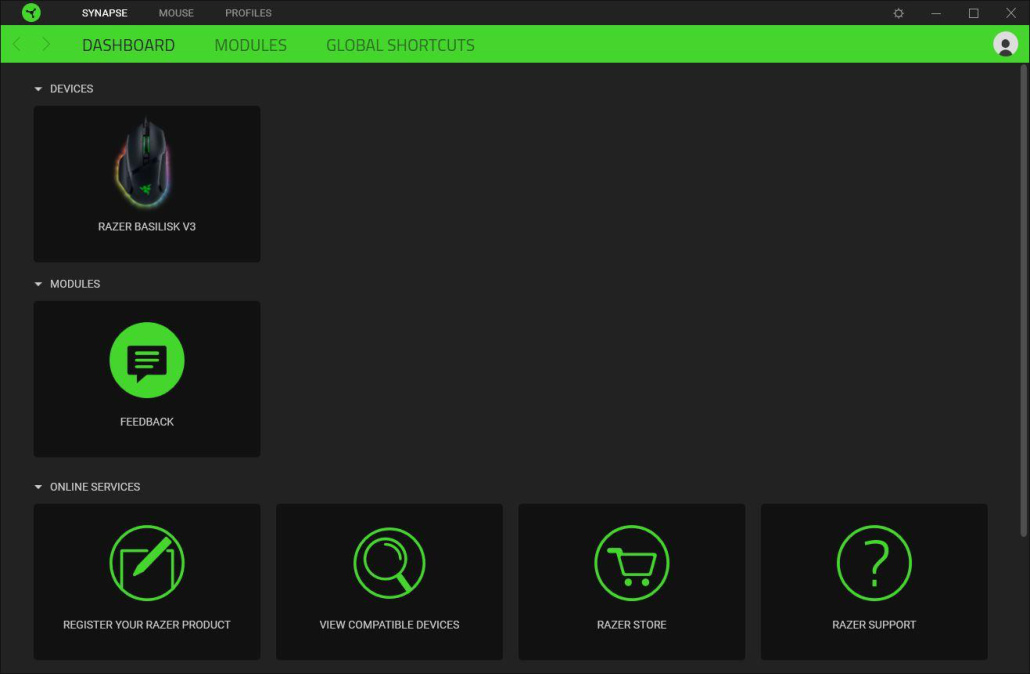 SYNAPSE MOUSE PROFILES
DASHBOARD MODULES GLOBAL SHORTCUTS
DEVICES
RAZER BASILISK V3
MODULES
FEEDBACK
ONLINE SERVICES
REGISTER YOUR RAZER PRODUCT
VIEW COMPATIBLE DEVICES
RAZER STORE
RAZER SUPPORT